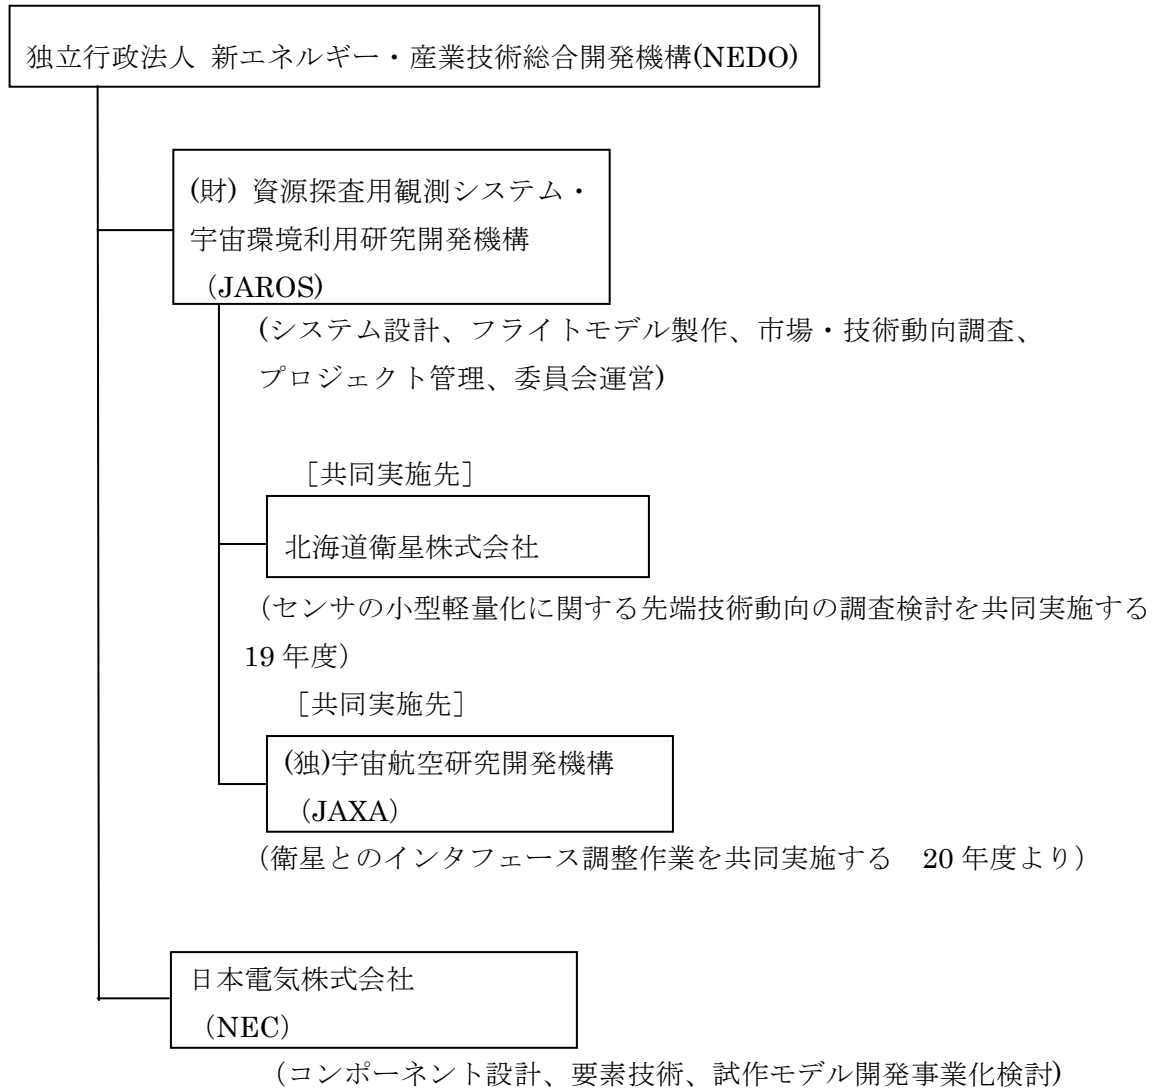 独立行政法人 新エネルギー・産業技術総合開発機構(NEDO)
(財) 資源探査用観測システム・
宇宙環境利用研究開発機構
(JAROS)
(システム設計、フライトモデル製作、市場・技術動向調査、
プロジェクト管理、委員会運営)
［共同実施先］
北海道衛星株式会社
（センサの小型軽量化に関する先端技術動向の調査検討を共同実施する
19 年度）
［共同実施先］
(独)宇宙航空研究開発機構
（JAXA）
（衛星とのインタフェース調整作業を共同実施する　20 年度より）
日本電気株式会社
（NEC）
（コンポーネント設計、要素技術、試作モデル開発事業化検討)